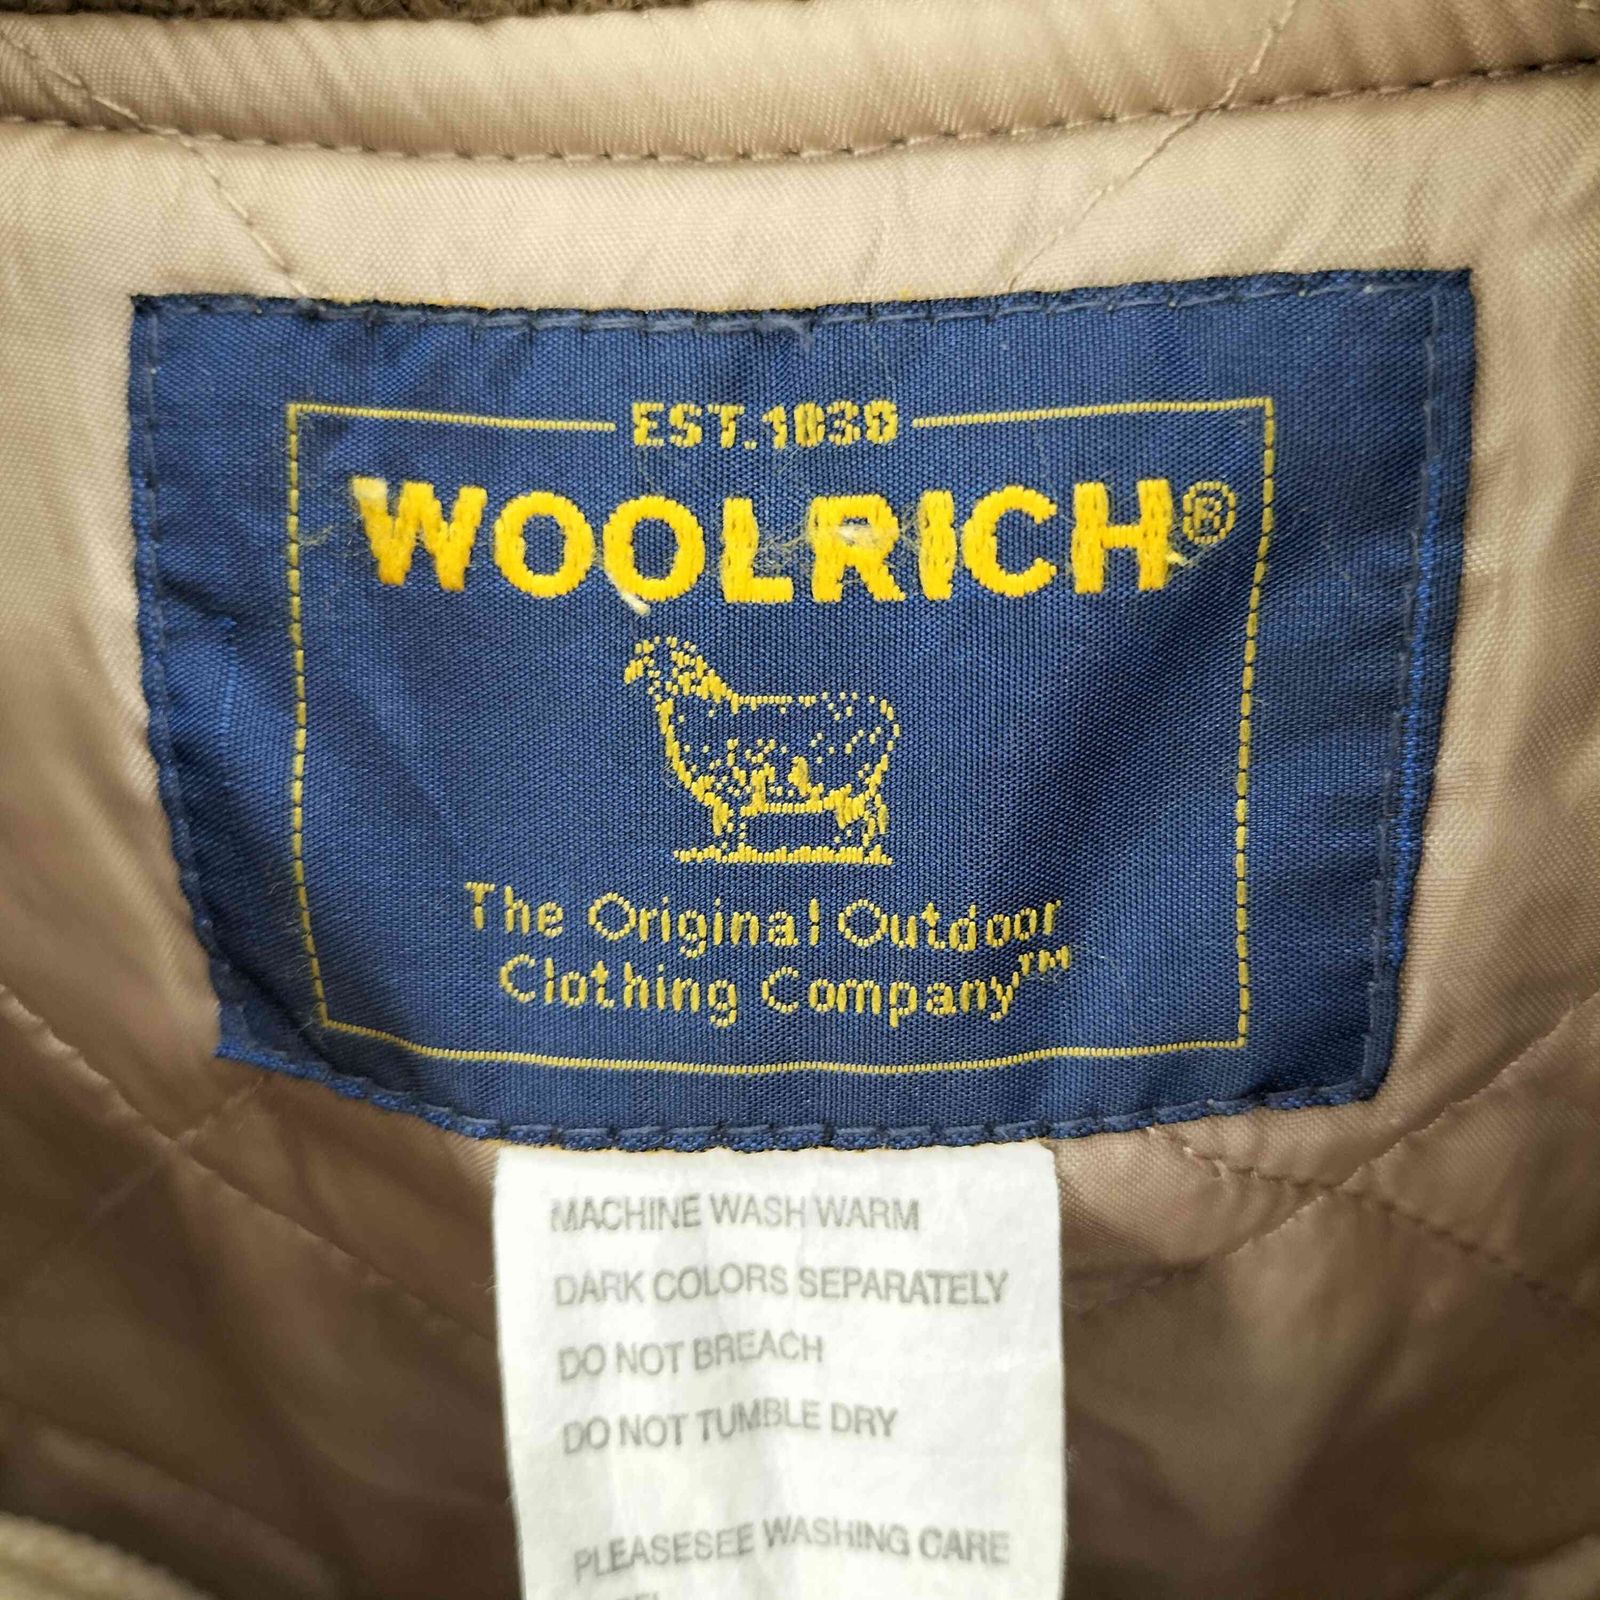 EST.1830
WOOLRICH®
The Original Outdoor
Clothing Company™
MACHINE WASH WARM
DARK COLORS SEPARATELY
DO NOT BREACH
DO NOT TUMBLE DRY
PLEASESEE WASHING CARE